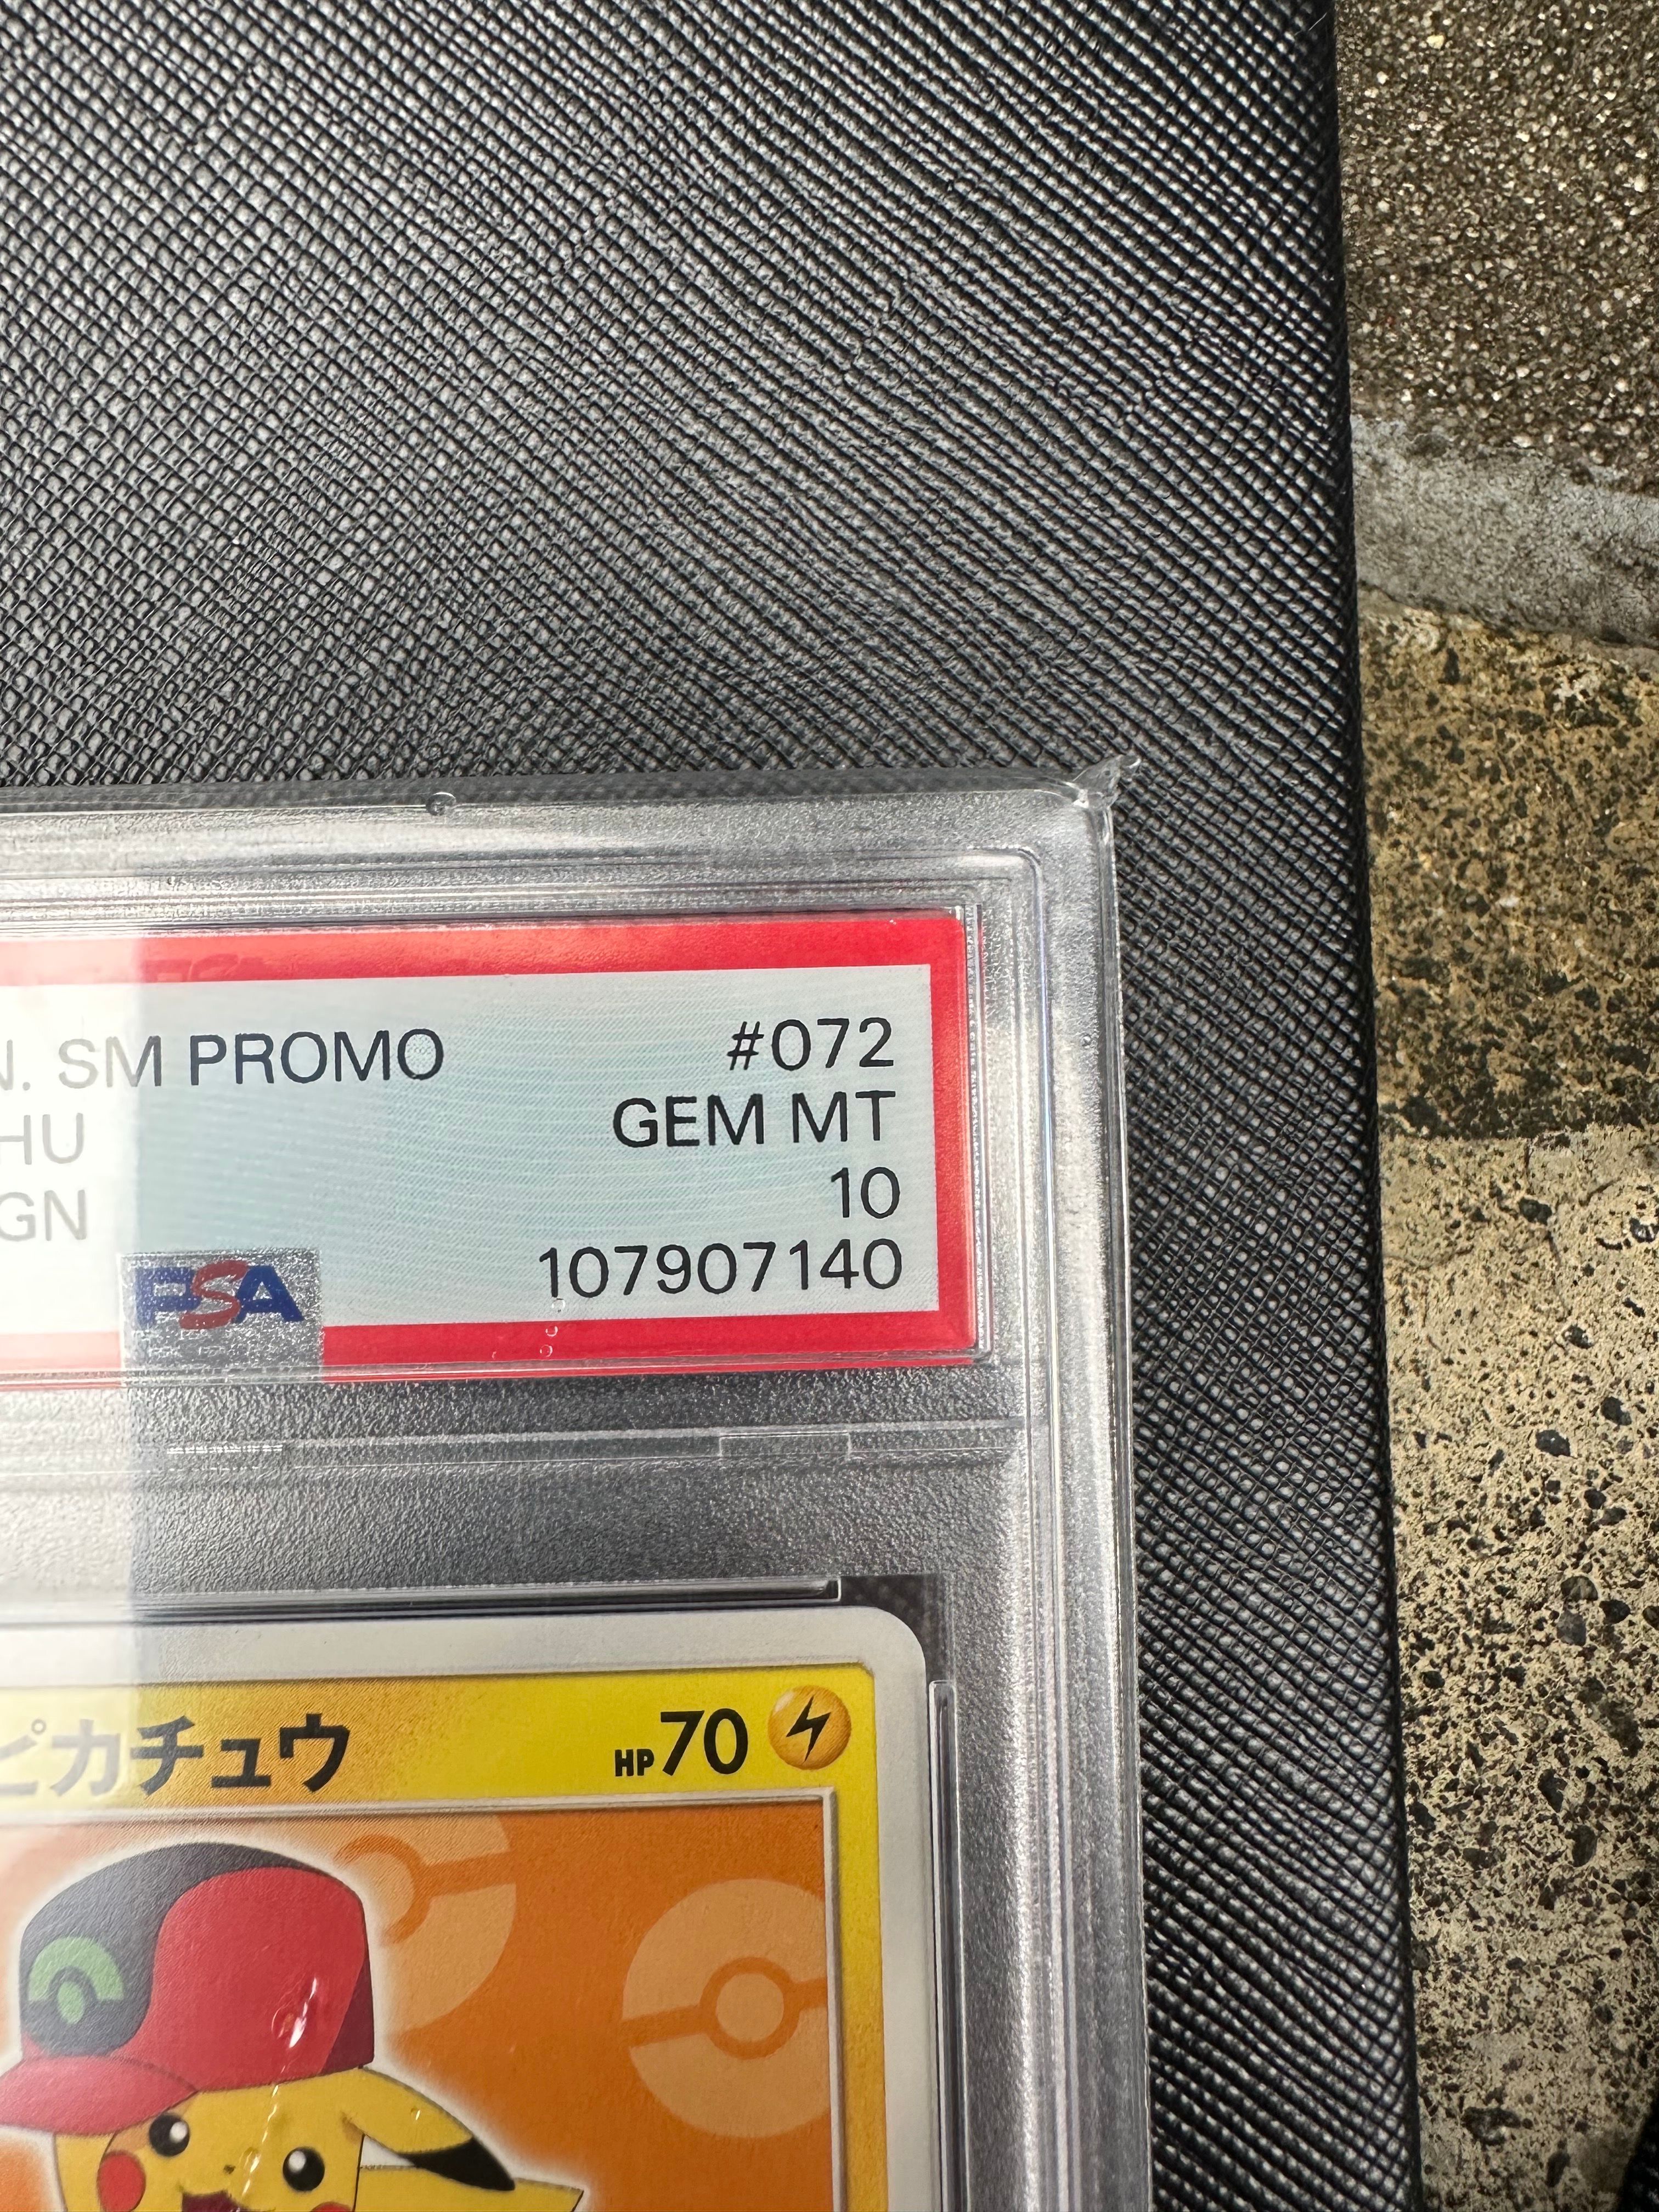 N. SM PROMO #072
HU GEM MT
GN 10
PSA 107907140
ピカチュウ HP70